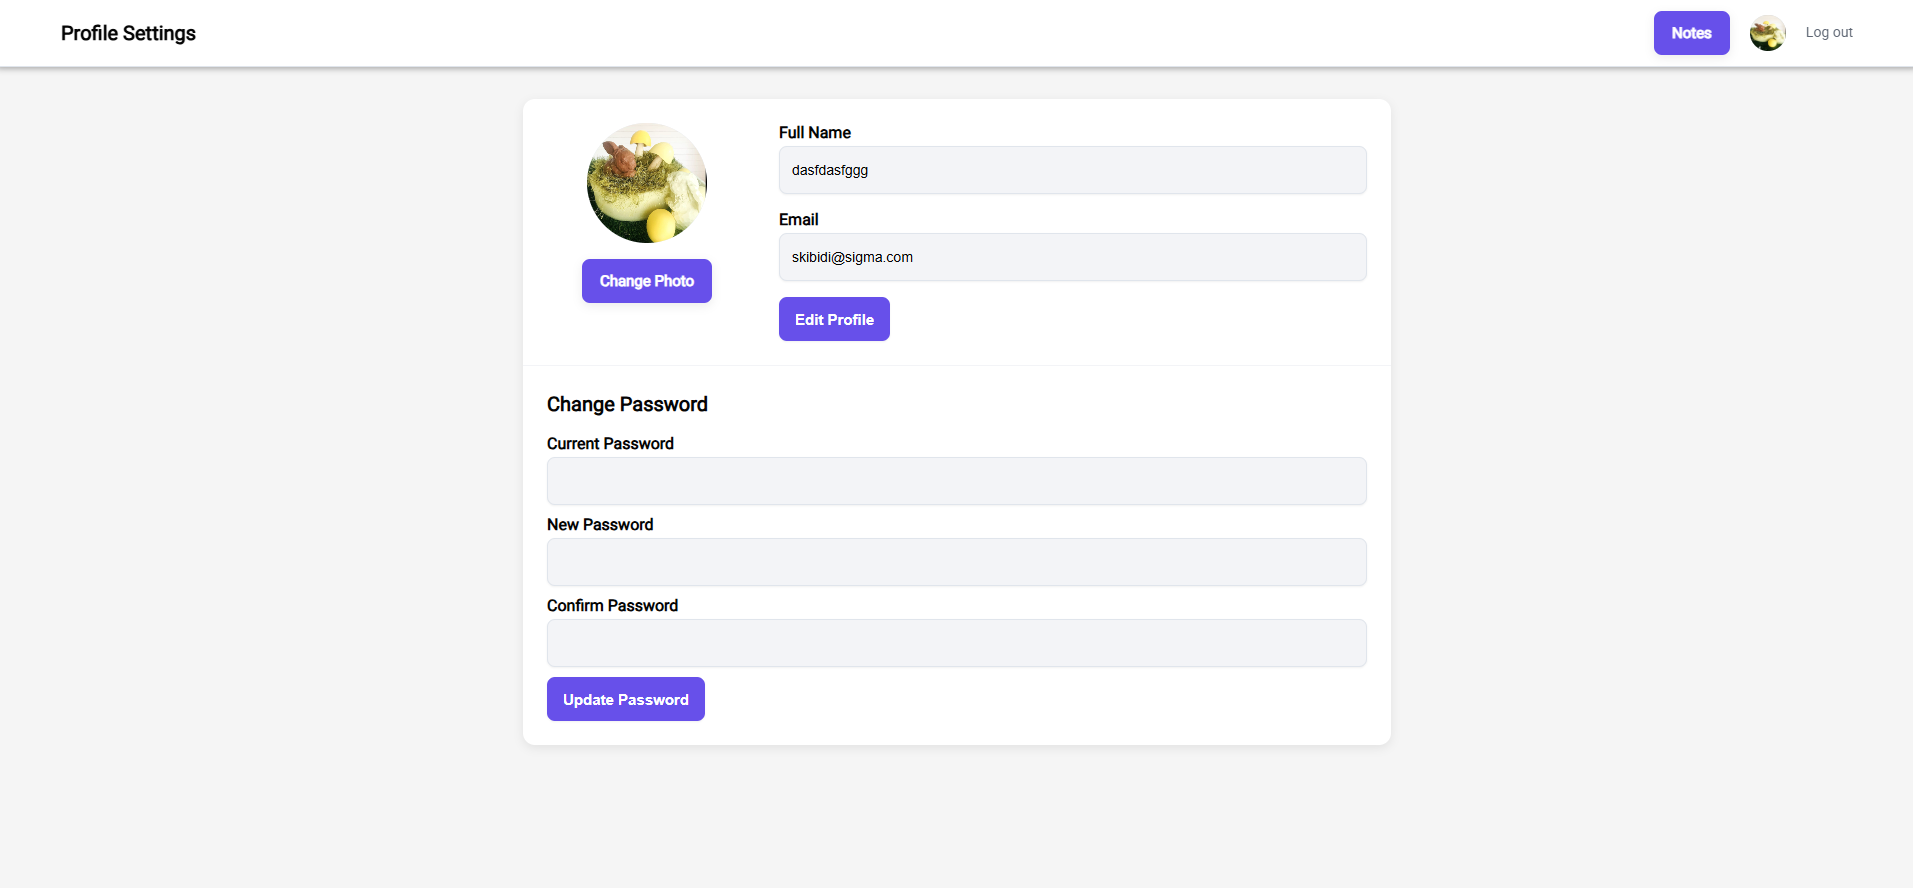 Profile Settings
Notes
Log out
Full Name
dasfdasfggg
Email
skibidi@sigma.com
Change Photo
Edit Profile
Change Password
Current Password
New Password
Confirm Password
Update Password